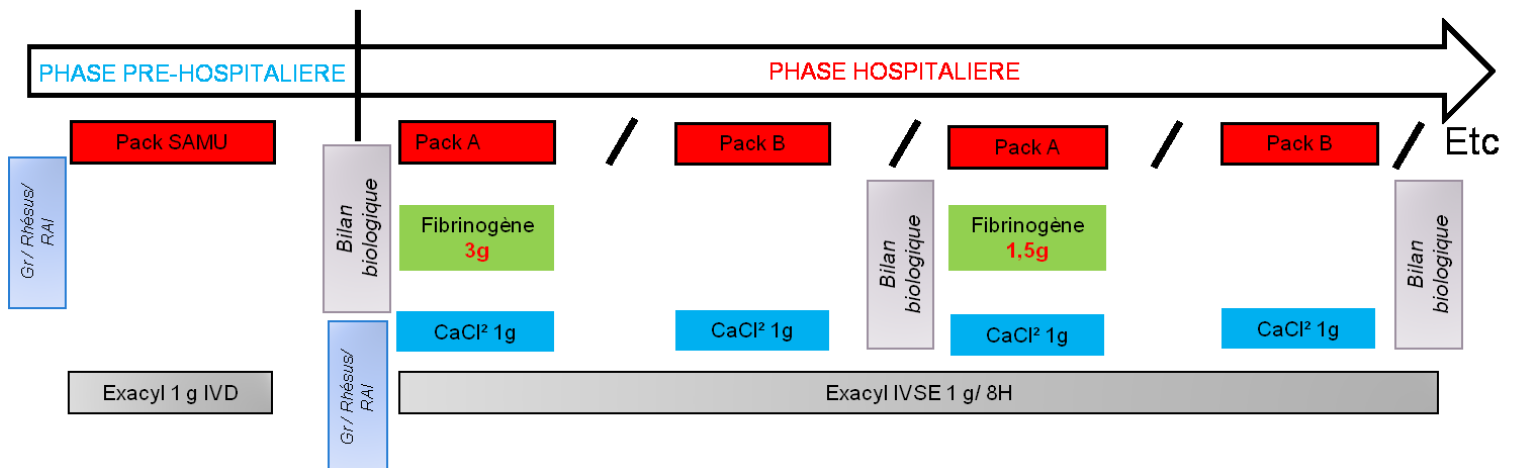 PHASE PRE-HOSPITALIERE
PHASE HOSPITALIERE
Pack SAMU
Pack A
Pack B
Pack A
Pack B
Etc
Gr / Rhésus/
RAI
Bilan
biologique
Fibrinogène
3g
Bilan
biologique
Fibrinogène
1,5g
Bilan
biologique
CaCl² 1g
CaCl² 1g
CaCl² 1g
CaCl² 1g
Gr / Rhésus/
RAI
Exacyl 1 g IVD
Exacyl IVSE 1 g/ 8H